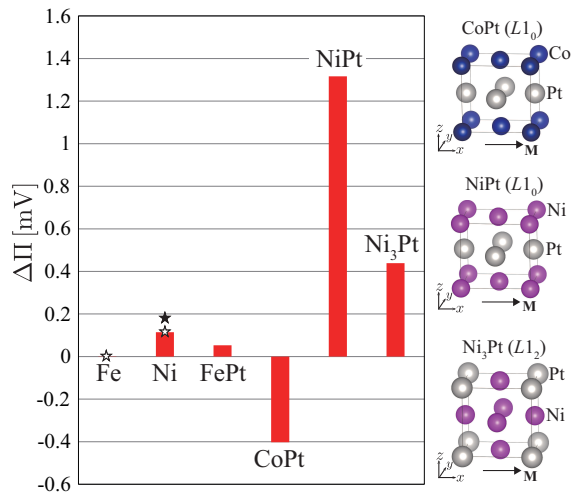 ΔΠ [mV]
1.6
1.4
1.2
1
0.8
0.6
0.4
0.2
0
-0.2
-0.4
-0.6
Fe
Ni
FePt
CoPt
NiPt
Ni₃Pt
CoPt (L1₀)
Co
Pt
z
y
x
M
NiPt (L1₀)
Ni
Pt
z
y
x
M
Ni₃Pt (L1₂)
Pt
Ni
z
y
x
M